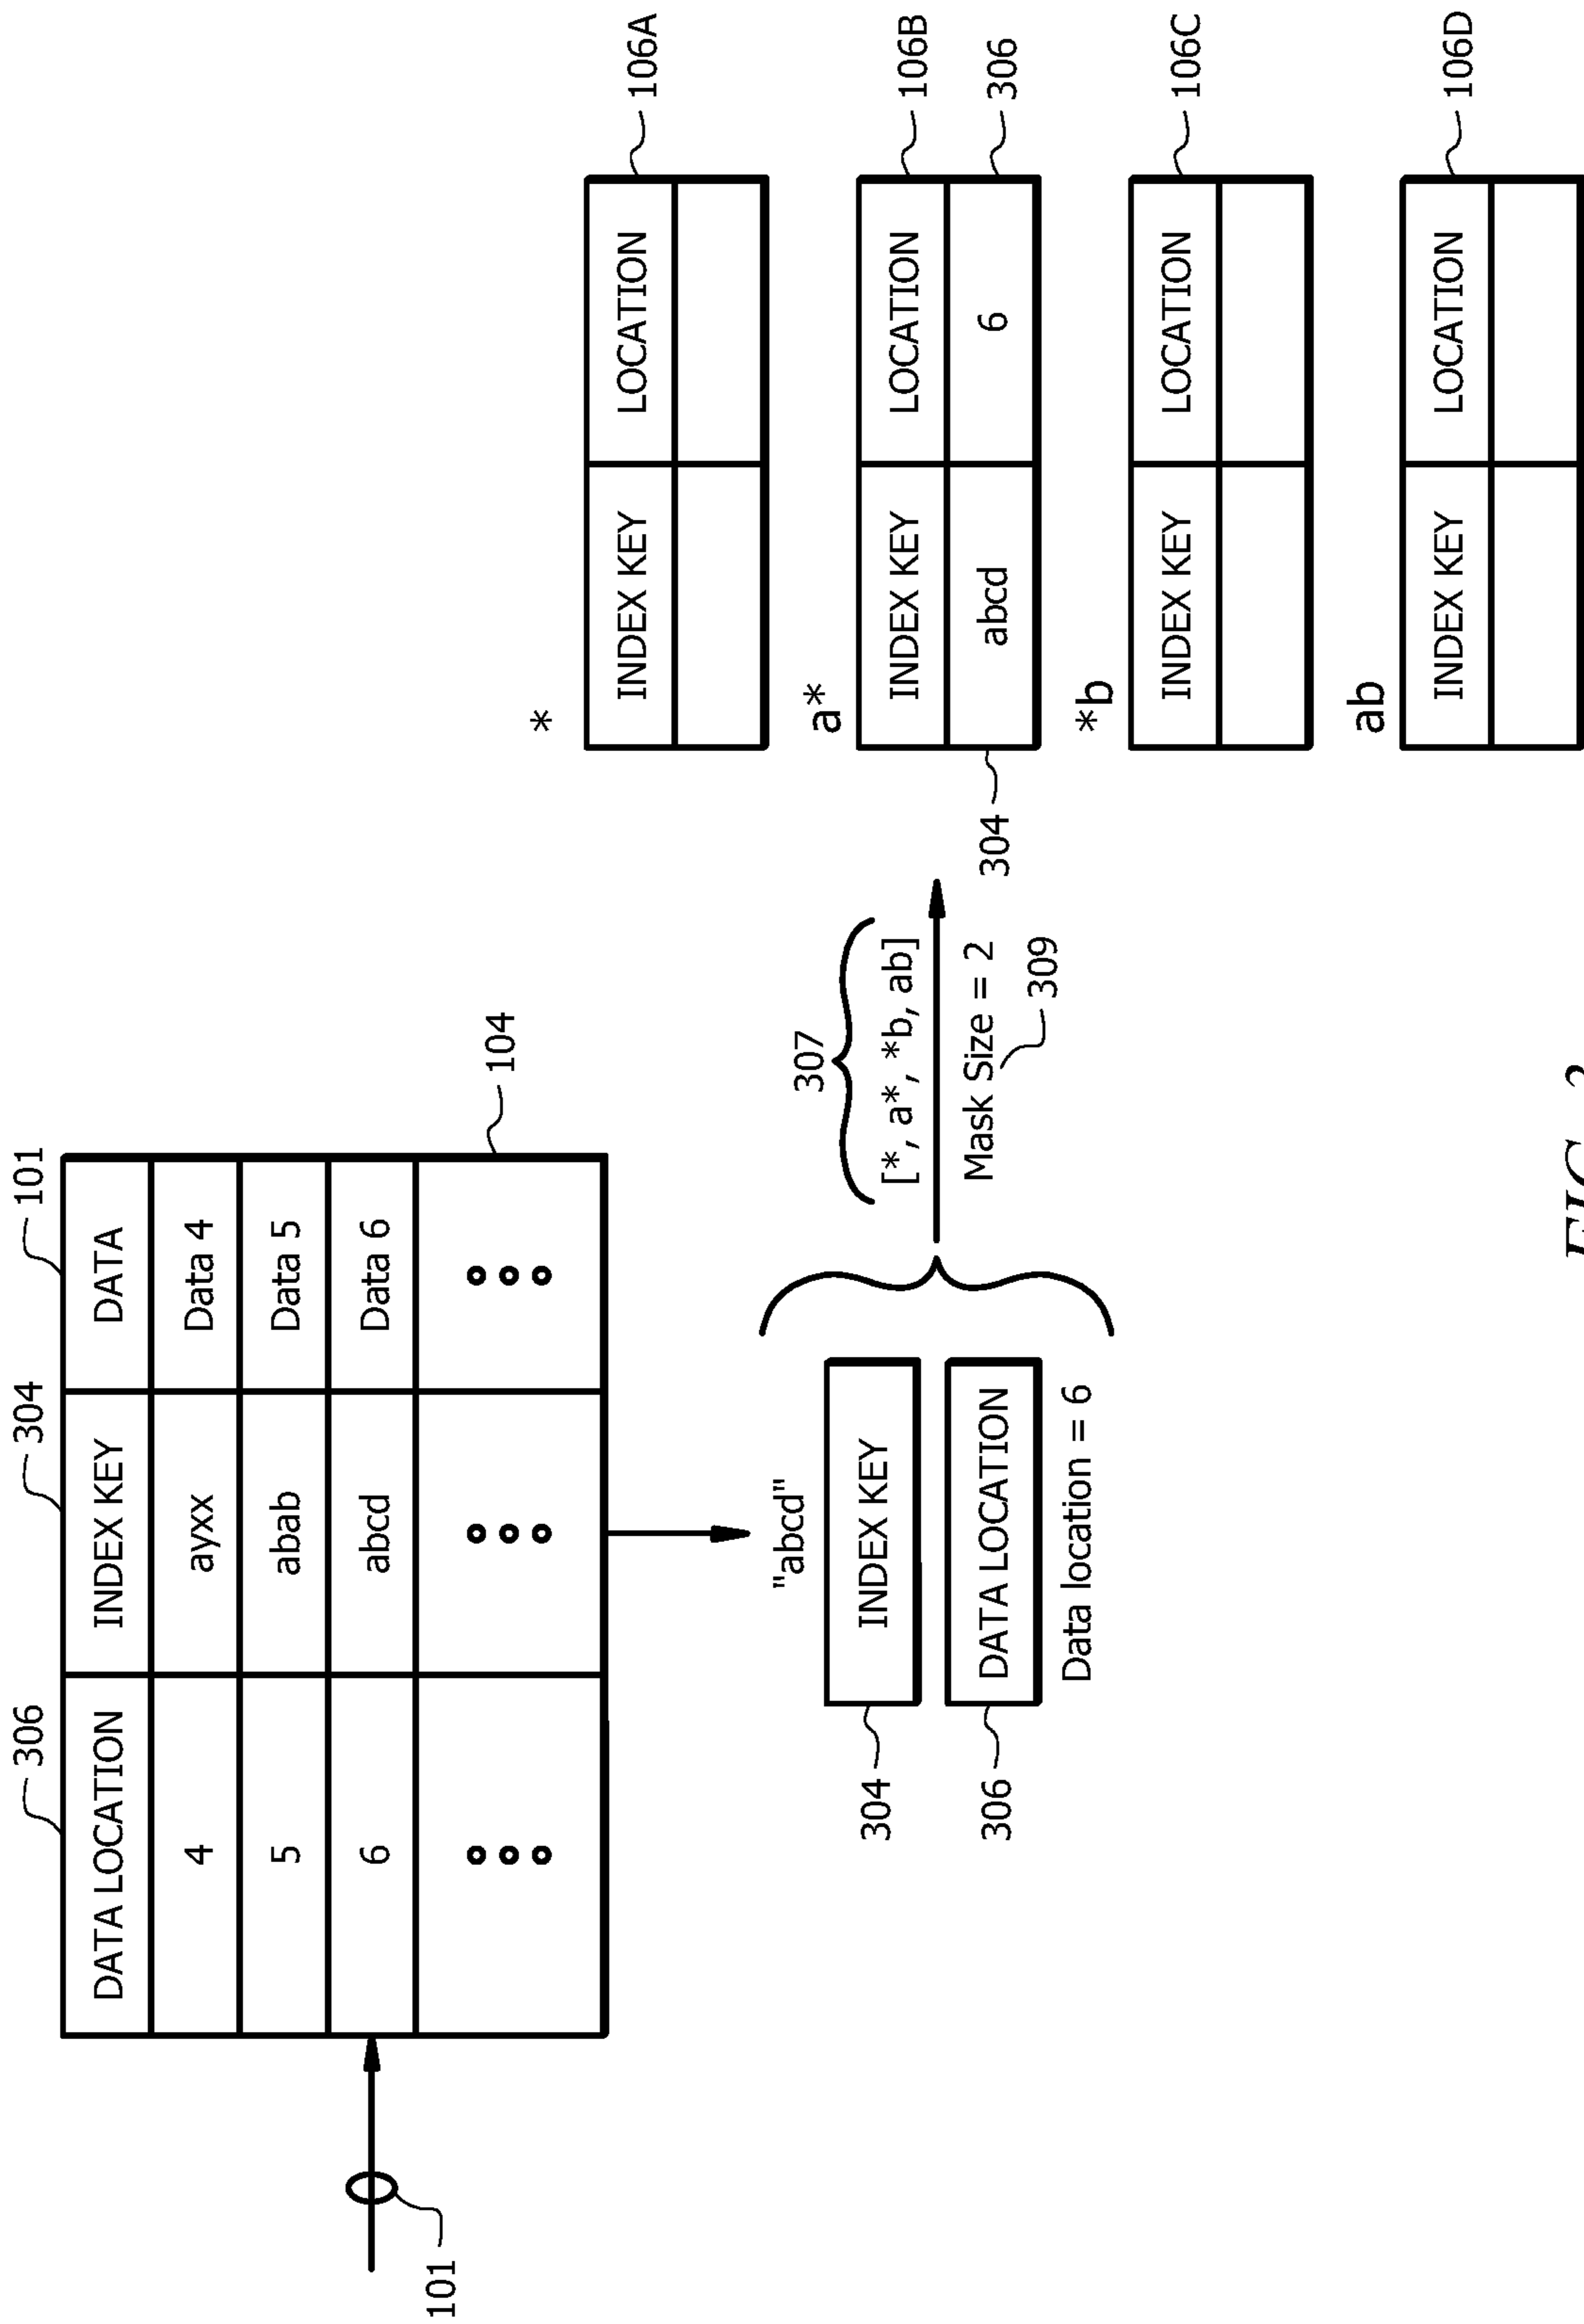 306
304
101
DATA LOCATION INDEX KEY DATA
4 ayxx Data 4
5 abab Data 5
6 abcd Data 6
104
101
"abcd"
304
INDEX KEY
306
DATA LOCATION
Data location = 6
307
[*, a*, *b, ab]
Mask Size = 2
309
*
INDEX KEY LOCATION
106A
a*
INDEX KEY LOCATION
106B
304
abcd 6
306
*b
INDEX KEY LOCATION
106C
ab
INDEX KEY LOCATION
106D